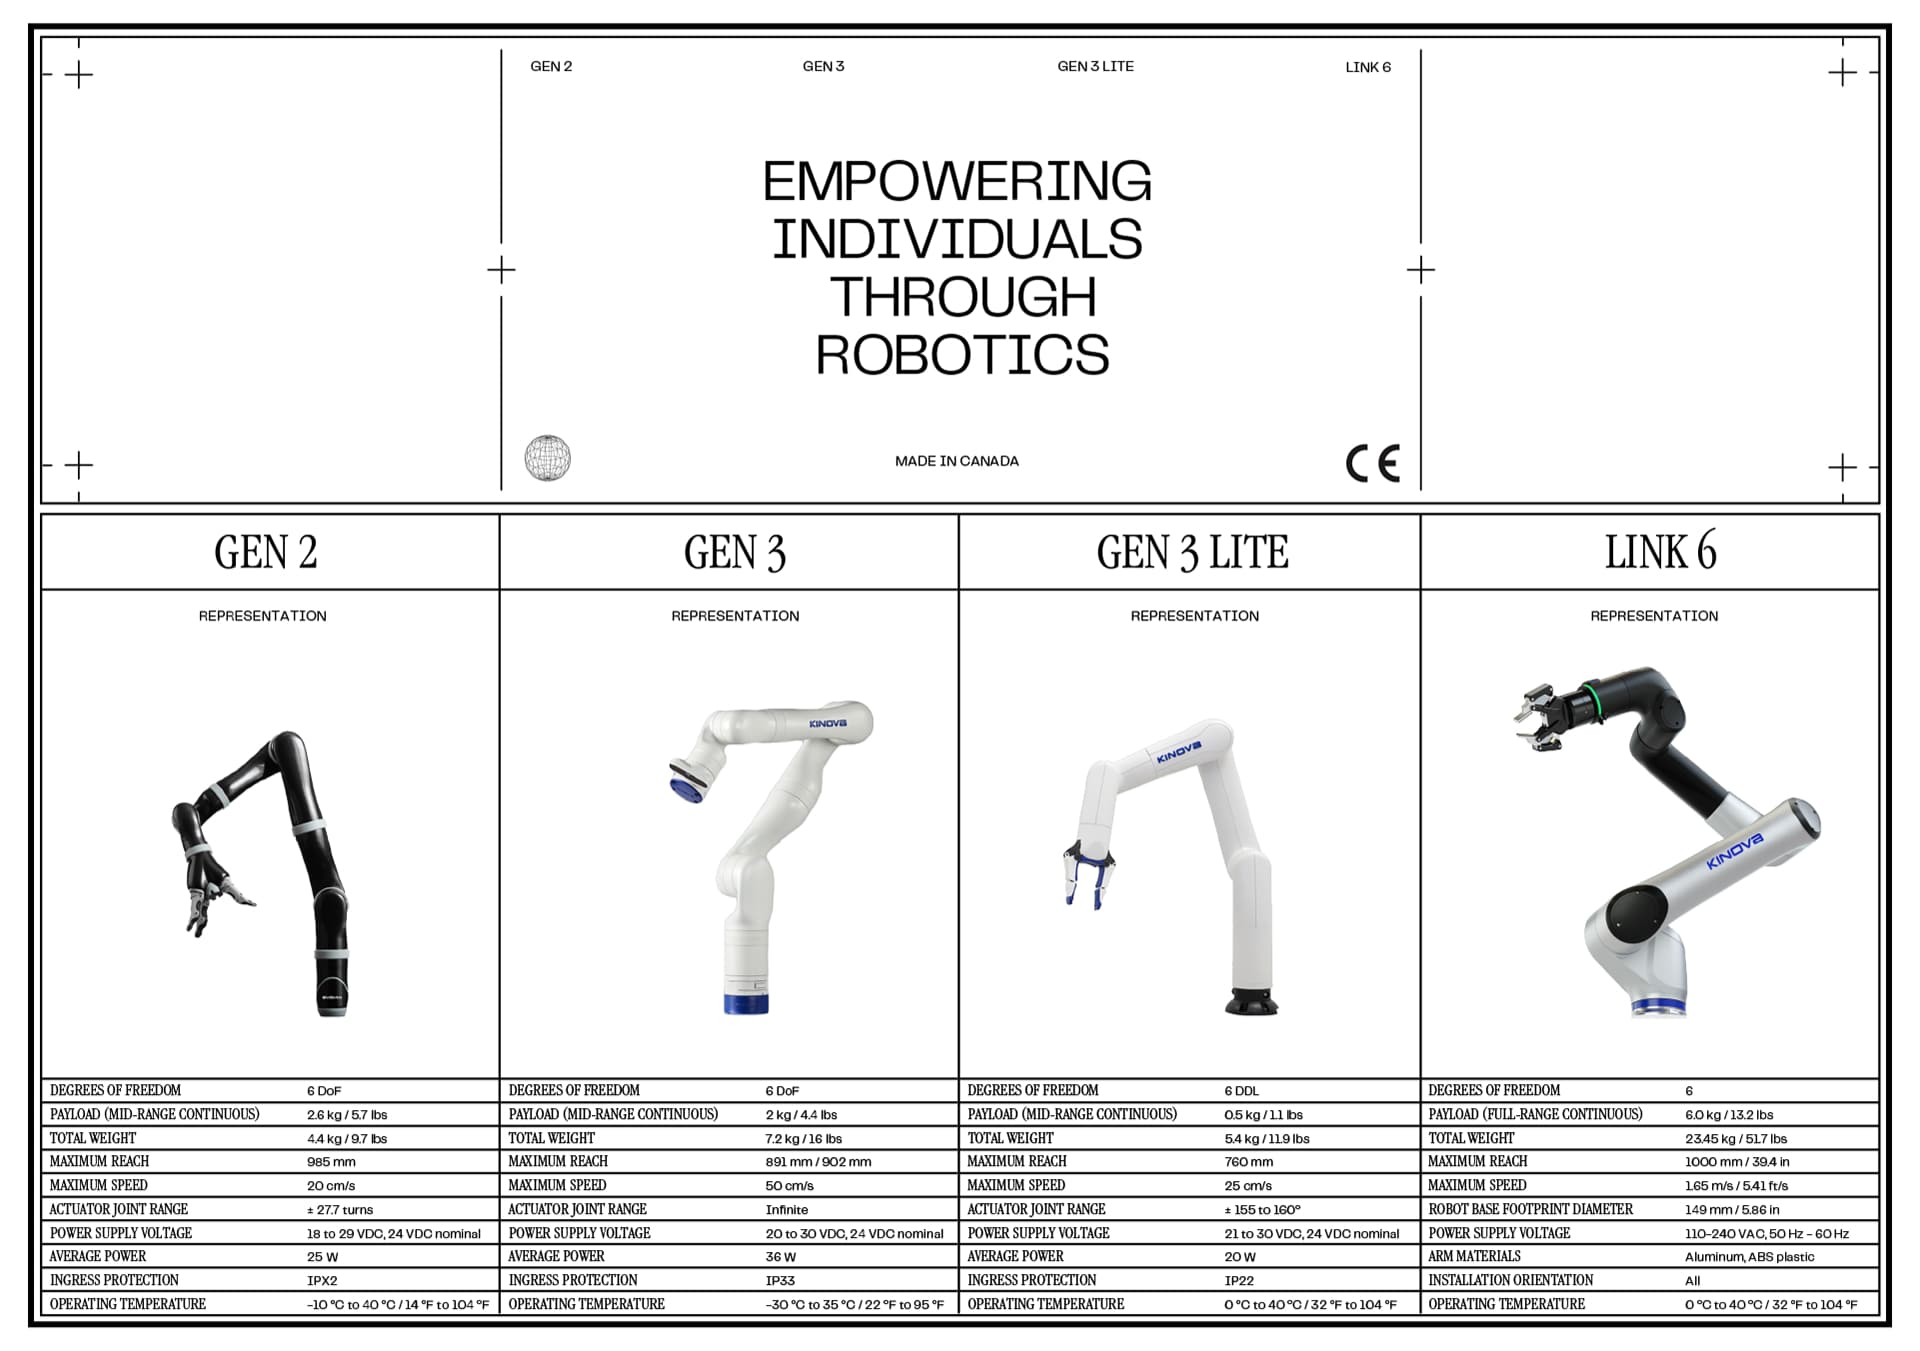 GEN 2
GEN 3
GEN 3 LITE
LINK 6
EMPOWERING
INDIVIDUALS
THROUGH
ROBOTICS
MADE IN CANADA
CE
GEN 2
REPRESENTATION
DEGREES OF FREEDOM 6 DoF
PAYLOAD (MID-RANGE CONTINUOUS) 2.6 kg / 5.7 lbs
TOTAL WEIGHT 4.4 kg / 9.7 lbs
MAXIMUM REACH 985 mm
MAXIMUM SPEED 20 cm/s
ACTUATOR JOINT RANGE ± 27.7 turns
POWER SUPPLY VOLTAGE 18 to 29 VDC, 24 VDC nominal
AVERAGE POWER 25 W
INGRESS PROTECTION IPX2
OPERATING TEMPERATURE -10 °C to 40 °C / 14 °F to 104 °F
GEN 3
REPRESENTATION
KINOVA
DEGREES OF FREEDOM 6 DoF
PAYLOAD (MID-RANGE CONTINUOUS) 2 kg / 4.4 lbs
TOTAL WEIGHT 7.2 kg / 16 lbs
MAXIMUM REACH 891 mm / 902 mm
MAXIMUM SPEED 50 cm/s
ACTUATOR JOINT RANGE Infinite
POWER SUPPLY VOLTAGE 20 to 30 VDC, 24 VDC nominal
AVERAGE POWER 36 W
INGRESS PROTECTION IP33
OPERATING TEMPERATURE -30 °C to 35 °C / 22 °F to 95 °F
GEN 3 LITE
REPRESENTATION
KINOVA
DEGREES OF FREEDOM 6 DDL
PAYLOAD (MID-RANGE CONTINUOUS) 0.5 kg / 1.1 lbs
TOTAL WEIGHT 5.4 kg / 11.9 lbs
MAXIMUM REACH 760 mm
MAXIMUM SPEED 25 cm/s
ACTUATOR JOINT RANGE ± 155 to 160°
POWER SUPPLY VOLTAGE 21 to 30 VDC, 24 VDC nominal
AVERAGE POWER 20 W
INGRESS PROTECTION IP22
OPERATING TEMPERATURE 0 °C to 40 °C / 32 °F to 104 °F
LINK 6
REPRESENTATION
KINOVA
DEGREES OF FREEDOM 6
PAYLOAD (FULL-RANGE CONTINUOUS) 6.0 kg / 13.2 lbs
TOTAL WEIGHT 23.45 kg / 51.7 lbs
MAXIMUM REACH 1000 mm / 39.4 in
MAXIMUM SPEED 1.65 m/s / 5.41 ft/s
ROBOT BASE FOOTPRINT DIAMETER 149 mm / 5.86 in
POWER SUPPLY VOLTAGE 110-240 VAC, 50 Hz - 60 Hz
ARM MATERIALS Aluminum, ABS plastic
INSTALLATION ORIENTATION All
OPERATING TEMPERATURE 0 °C to 40 °C / 32 °F to 104 °F